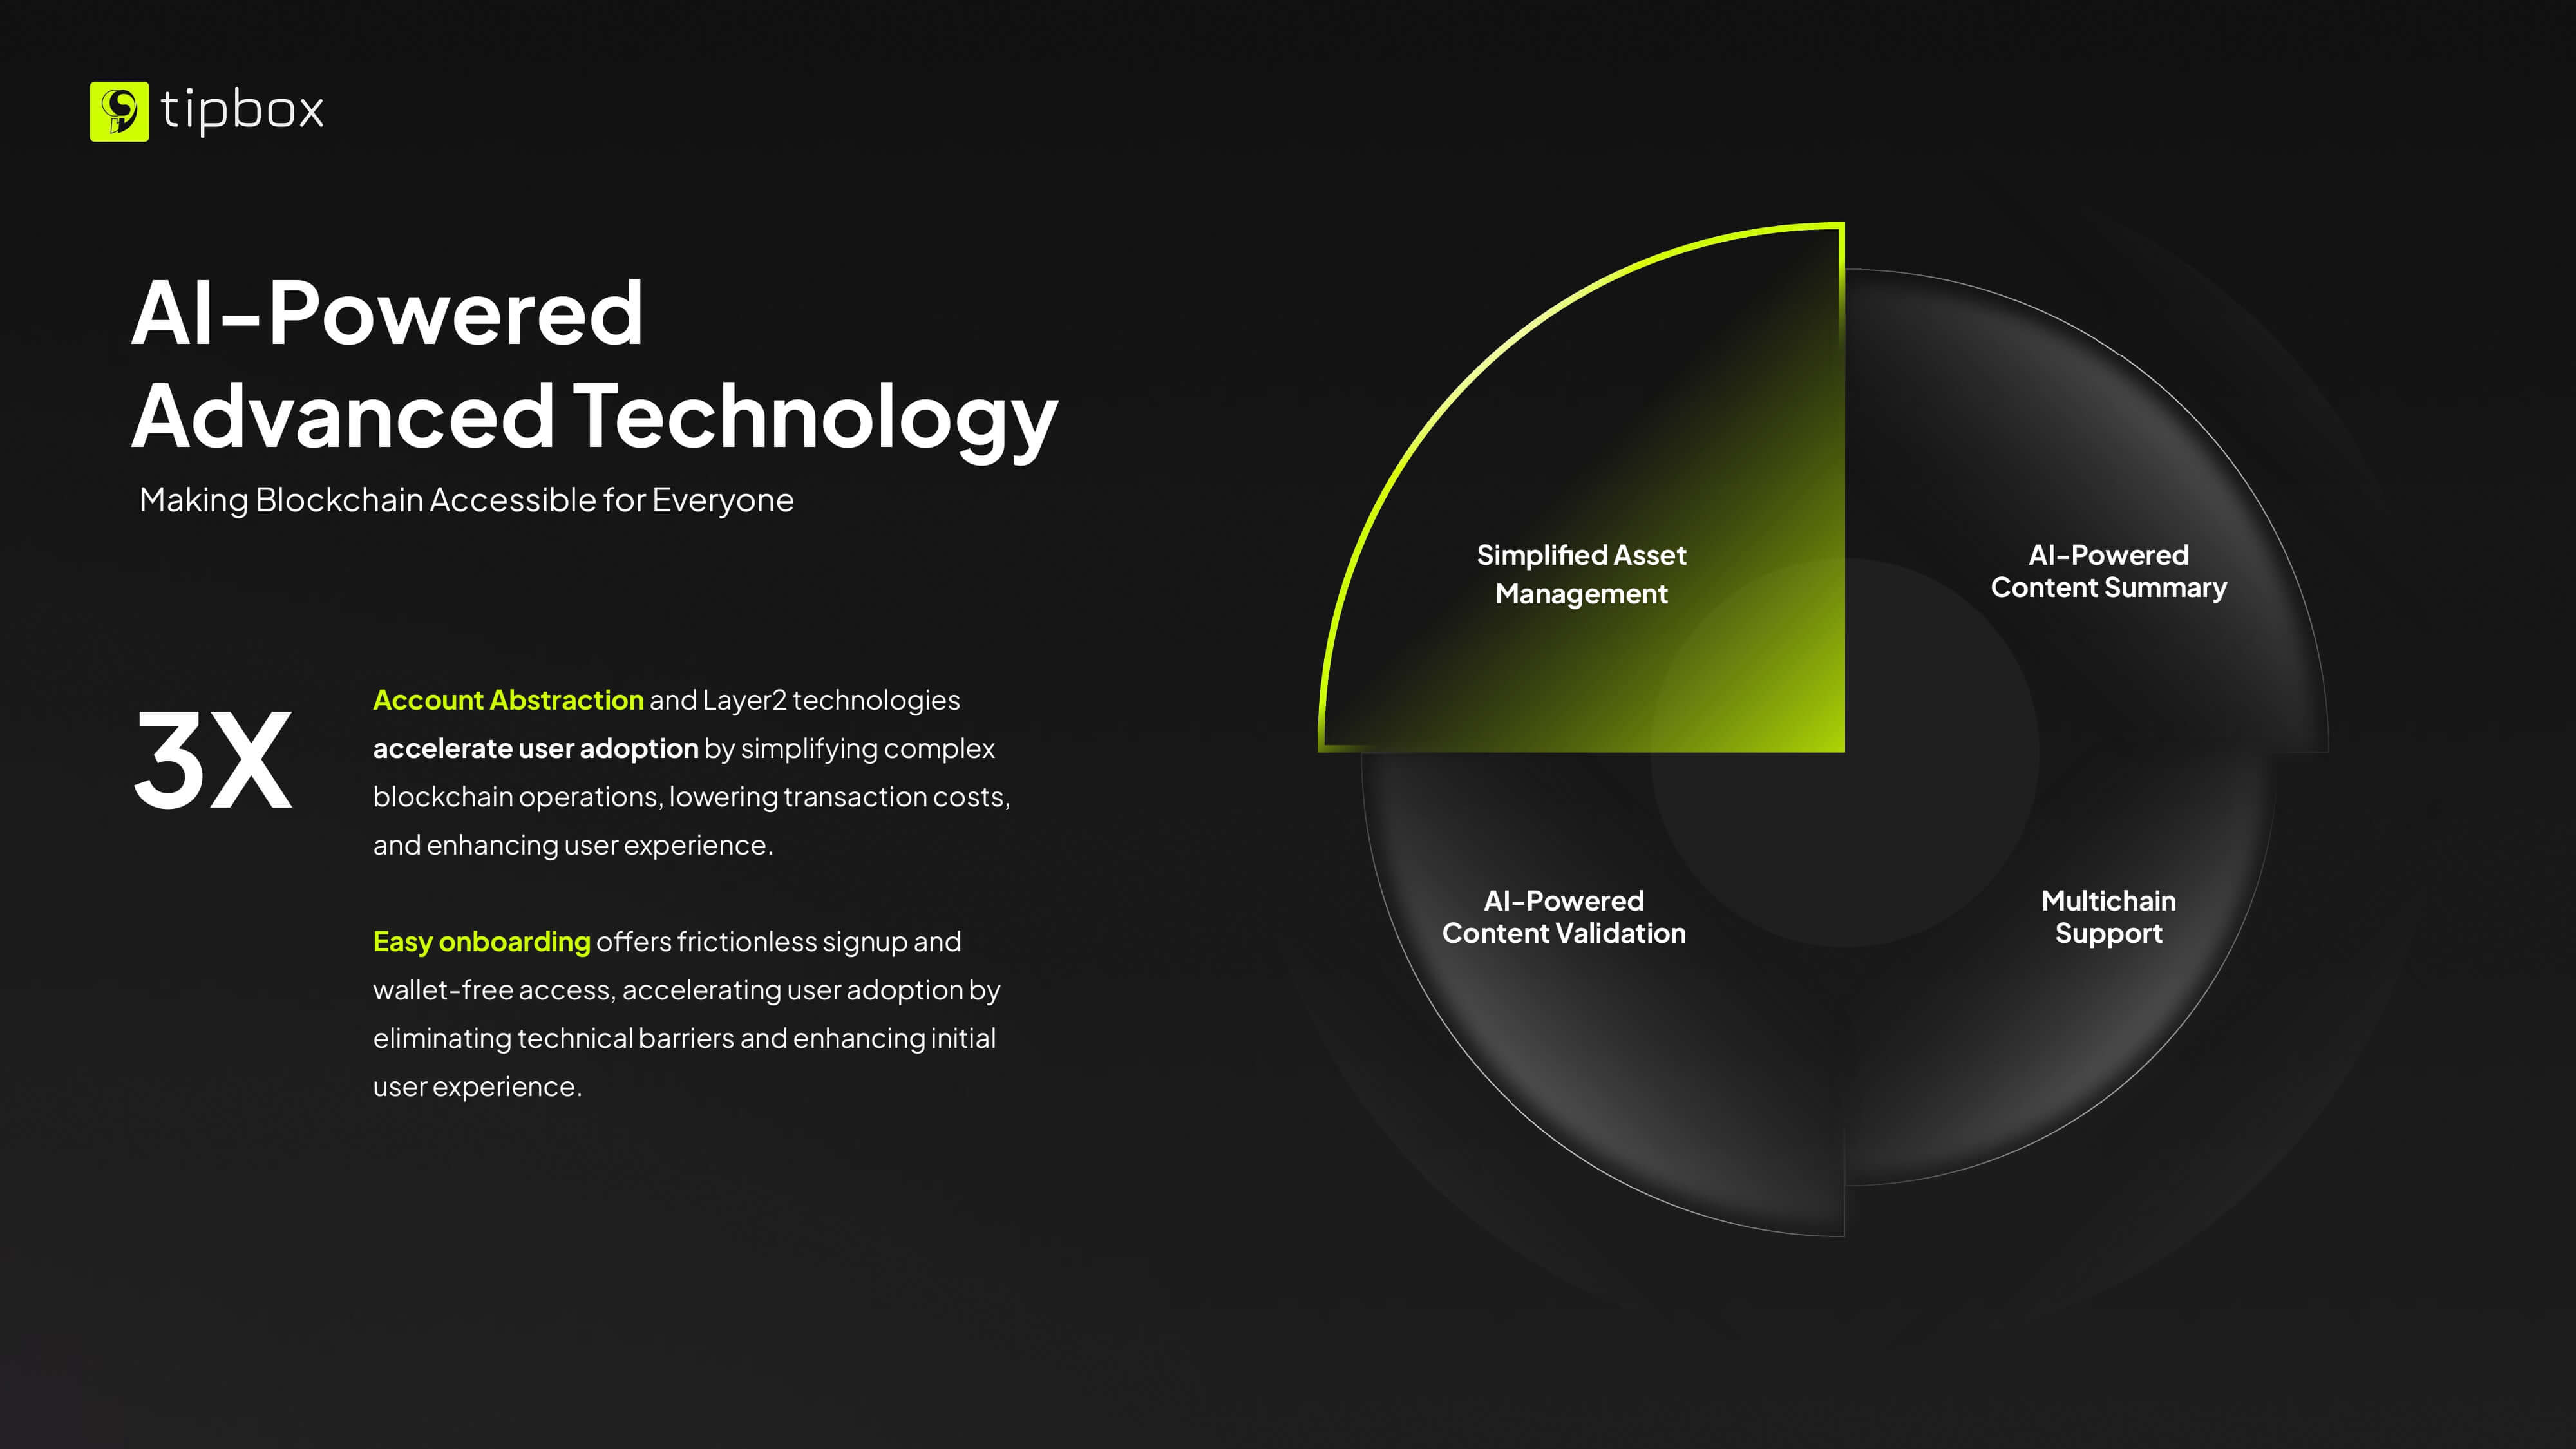 tipbox
AI-Powered
Advanced Technology
Making Blockchain Accessible for Everyone
3X
Account Abstraction and Layer2 technologies
accelerate user adoption by simplifying complex
blockchain operations, lowering transaction costs,
and enhancing user experience.
Easy onboarding offers frictionless signup and
wallet-free access, accelerating user adoption by
eliminating technical barriers and enhancing initial
user experience.
Simplified Asset
Management
AI-Powered
Content Summary
AI-Powered
Content Validation
Multichain
Support